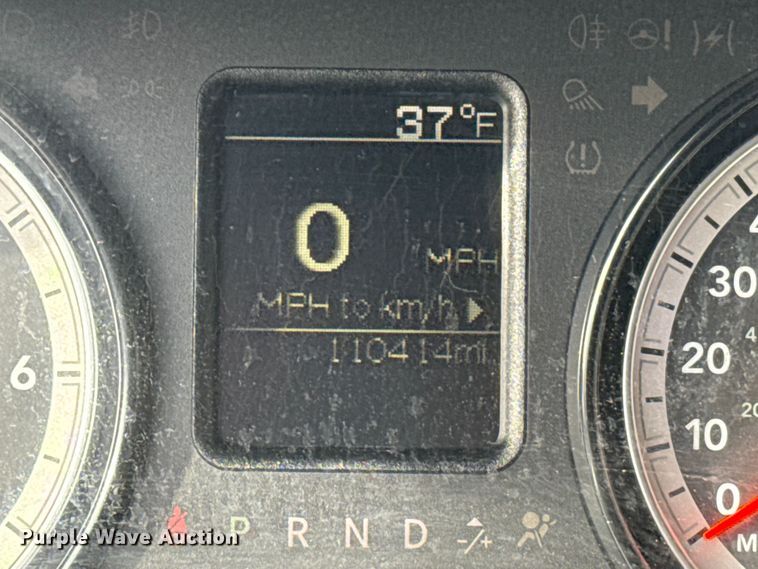 37°F
0
MPH
MPH to km/h
110414mi
6
30
20
10
0
P R N D -/+
Purple Wave Auction